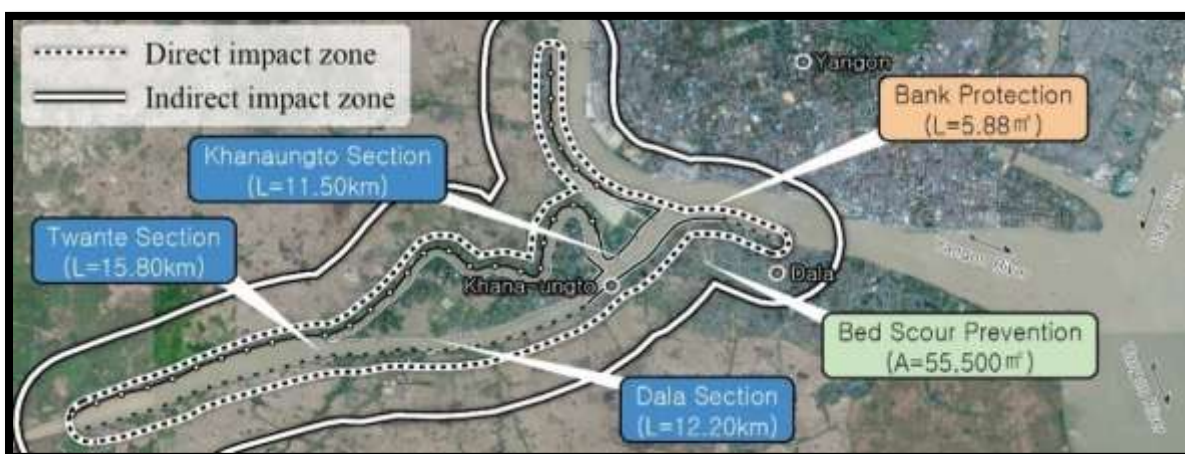 Direct impact zone
Indirect impact zone
Yangon
Bank Protection
(L=5.88㎡)
Khanaungto Section
(L=11.50km)
Twante Section
(L=15.80km)
Khana-ungto
Dala
Bed Scour Prevention
(A=55,500㎡)
Dala Section
(L=12.20km)
River